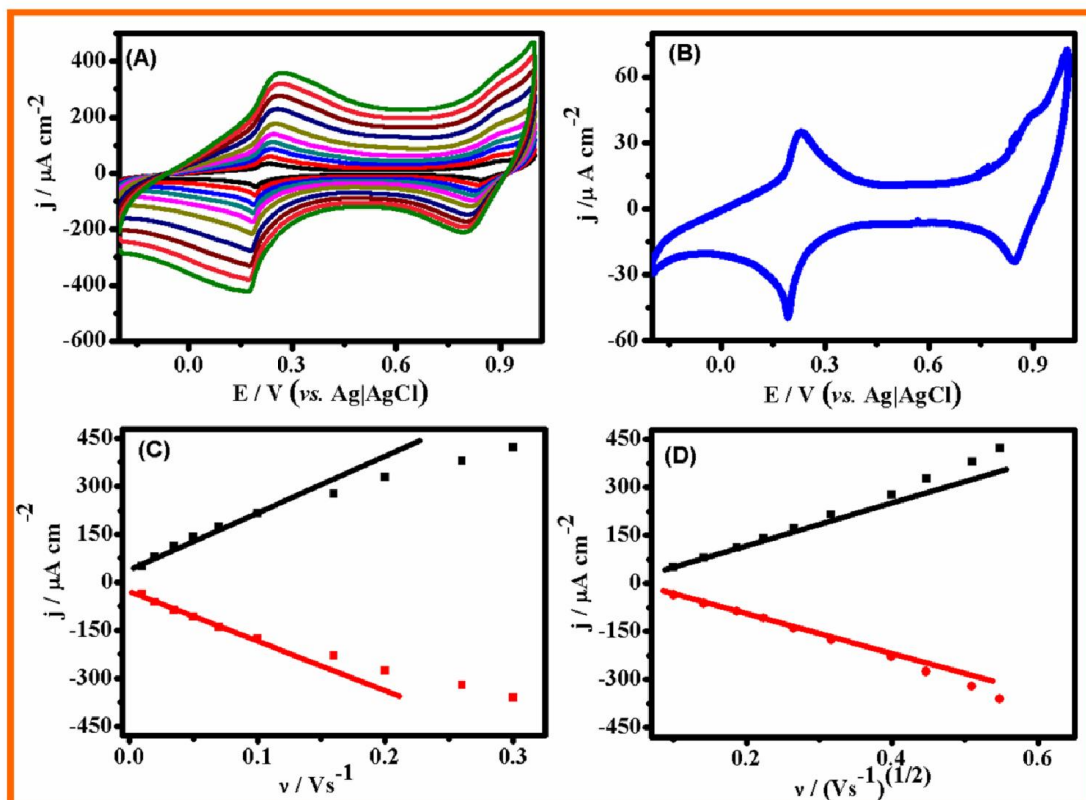 (A)
j / µA cm-2
400
200
0
-200
-400
-600
0.0 0.3 0.6 0.9
E / V (vs. Ag|AgCl)
(B)
j /µ A cm-2
60
30
0
-30
-60
0.0 0.3 0.6 0.9
E / V (vs. Ag|AgCl)
(C)
j / µA cm-2
450
300
150
0
-150
-300
-450
0.0 0.1 0.2 0.3
ν / Vs-1
(D)
j / µA cm-2
450
300
150
0
-150
-300
-450
0.2 0.4 0.6
ν / (Vs-1)(1/2)